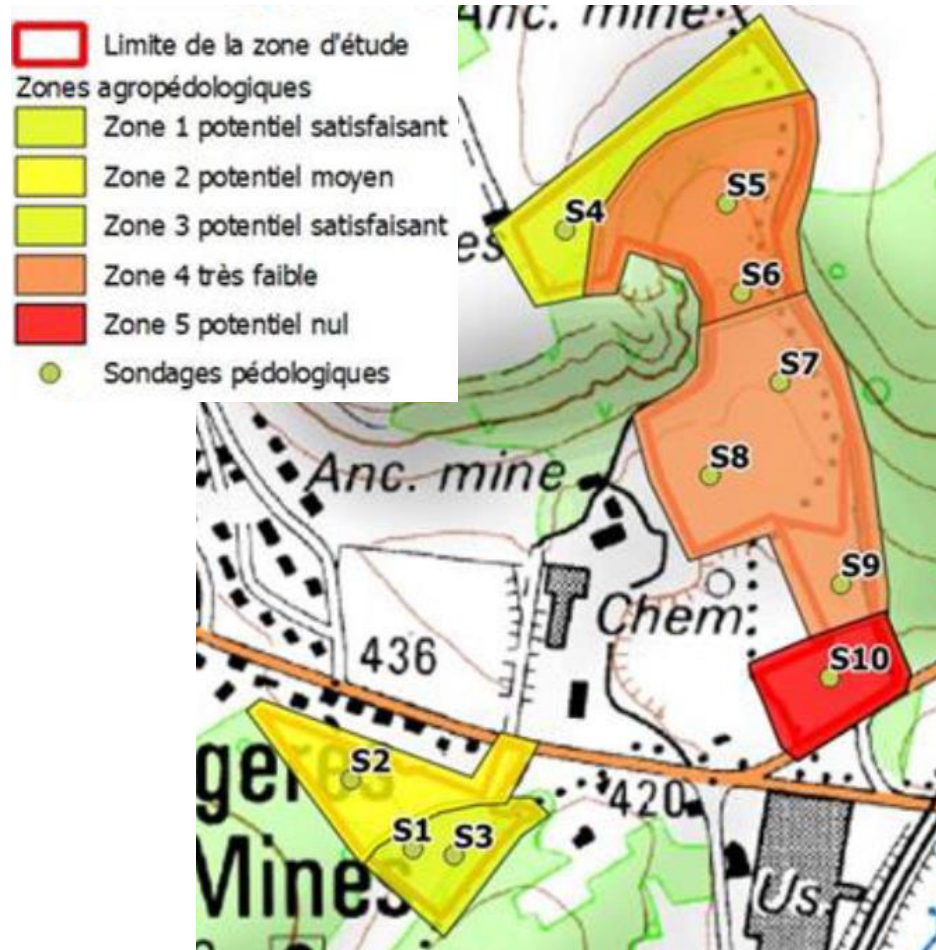 Limite de la zone d'étude
Zones agropédologiques
Zone 1 potentiel satisfaisant
Zone 2 potentiel moyen
Zone 3 potentiel satisfaisant
Zone 4 très faible
Zone 5 potentiel nul
Sondages pédologiques
Anc. mine
S4
S5
es
S6
S7
S8
Anc. mine
S9
Chem.
436
S10
S2
gères
420
S1
S3
Mines
Us.